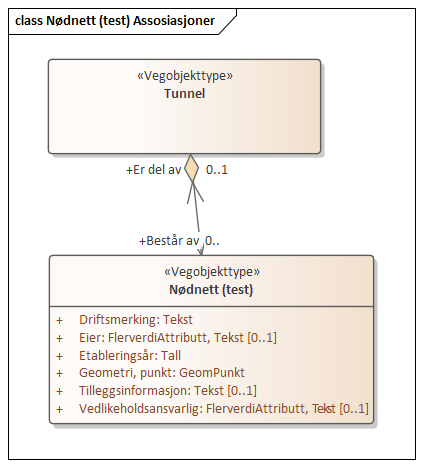 class Nødnett (test) Assosiasjoner
«Vegobjekttype»
Tunnel
+Er del av 0..1
+Består av 0..
«Vegobjekttype»
Nødnett (test)
+ Driftsmerking: Tekst
+ Eier: FlerverdiAttributt, Tekst [0..1]
+ Etableringsår: Tall
+ Geometri, punkt: GeomPunkt
+ Tilleggsinformasjon: Tekst [0..1]
+ Vedlikeholdsansvarlig: FlerverdiAttributt, Tekst [0..1]